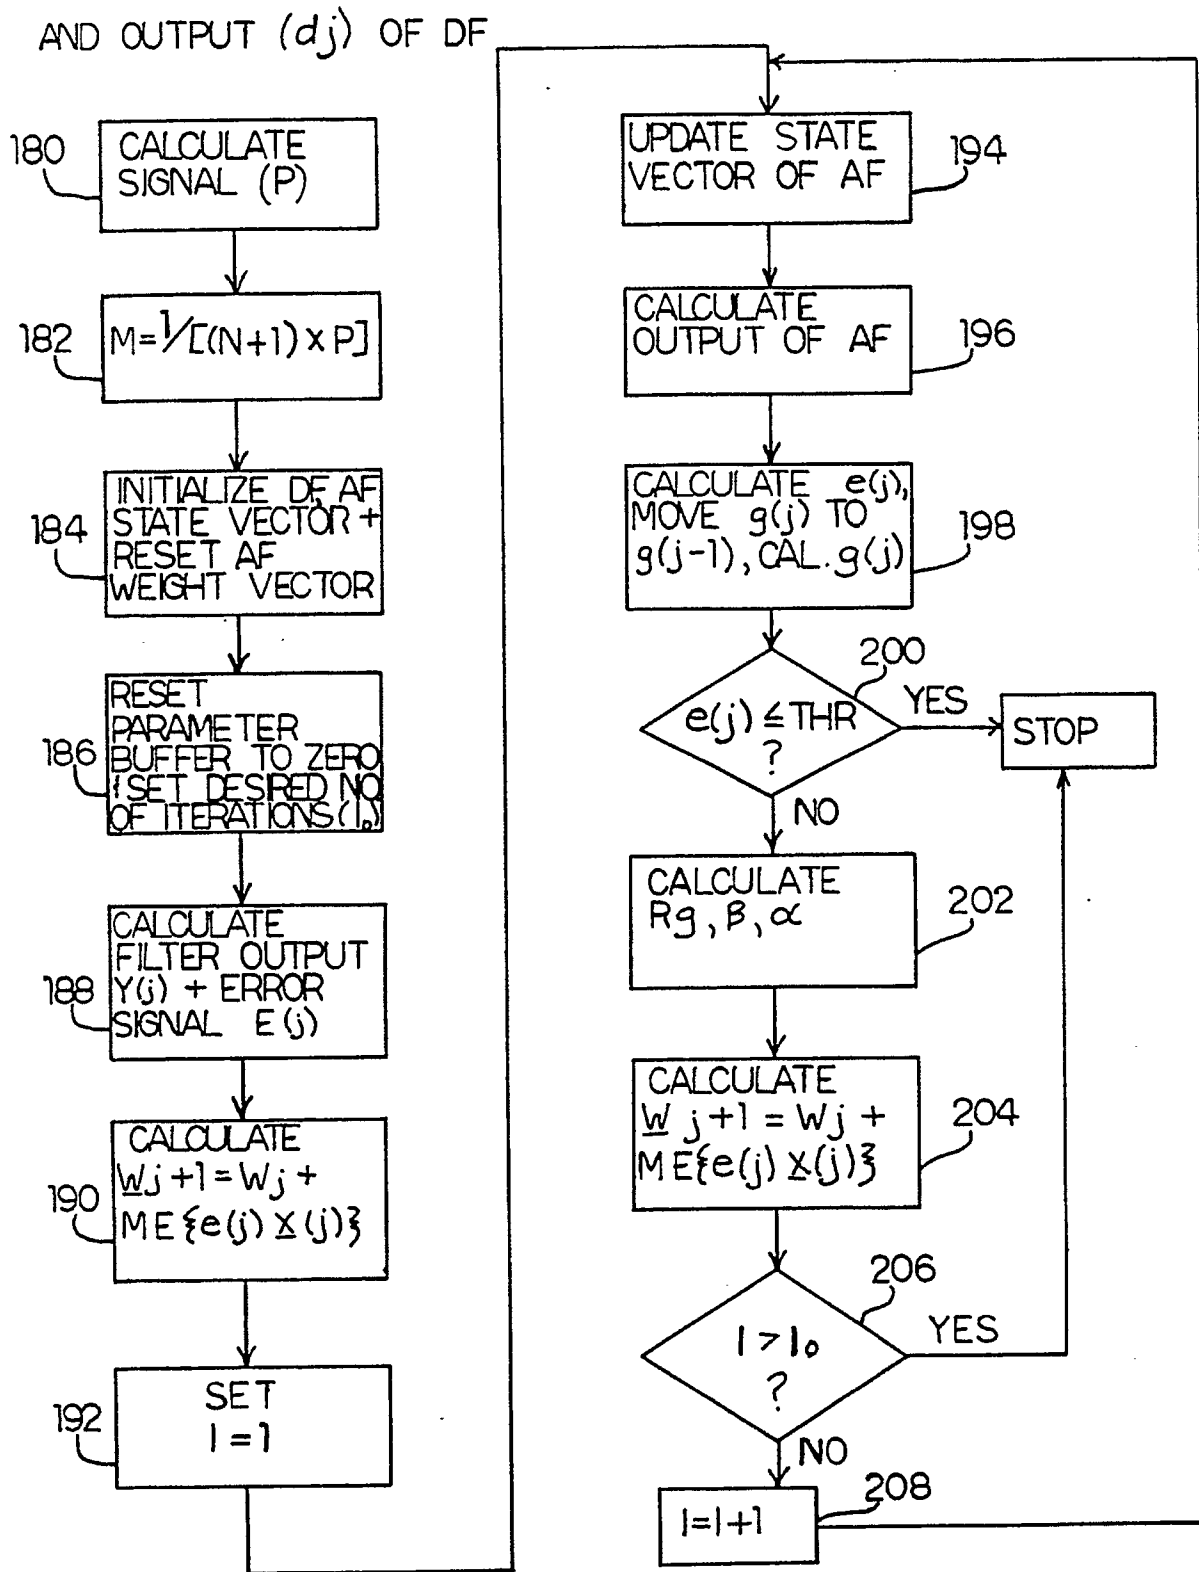 AND OUTPUT (dj) OF DF
180
CALCULATE
SIGNAL (P)
182
M=1/[(N+1)×P]
184
INITIALIZE DF, AF
STATE VECTOR +
RESET AF
WEIGHT VECTOR
186
RESET
PARAMETER
BUFFER TO ZERO
& SET DESIRED NO.
OF ITERATIONS (I₀)
188
CALCULATE
FILTER OUTPUT
Y(j) + ERROR
SIGNAL E(j)
190
CALCULATE
Wj+1 = Wj +
ME{e(j) X(j)}
192
SET
I=1
UPDATE STATE
VECTOR OF AF
194
CALCULATE
OUTPUT OF AF
196
CALCULATE e(j),
MOVE g(j) TO
g(j-1), CAL. g(j)
198
200
e(j) ≤ THR
?
YES
STOP
NO
CALCULATE
Rg, β, α
202
CALCULATE
Wj+1 = Wj +
ME{e(j) X(j)}
204
206
I > I₀
?
YES
NO
208
I=I+1